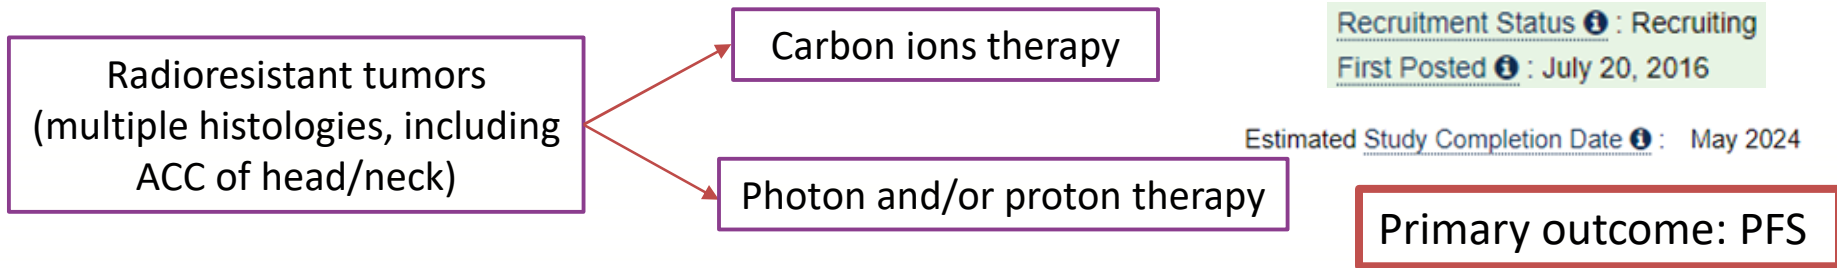 Radioresistant tumors
(multiple histologies, including
ACC of head/neck)
Carbon ions therapy
Photon and/or proton therapy
Recruitment Status : Recruiting
First Posted : July 20, 2016
Estimated Study Completion Date : May 2024
Primary outcome: PFS